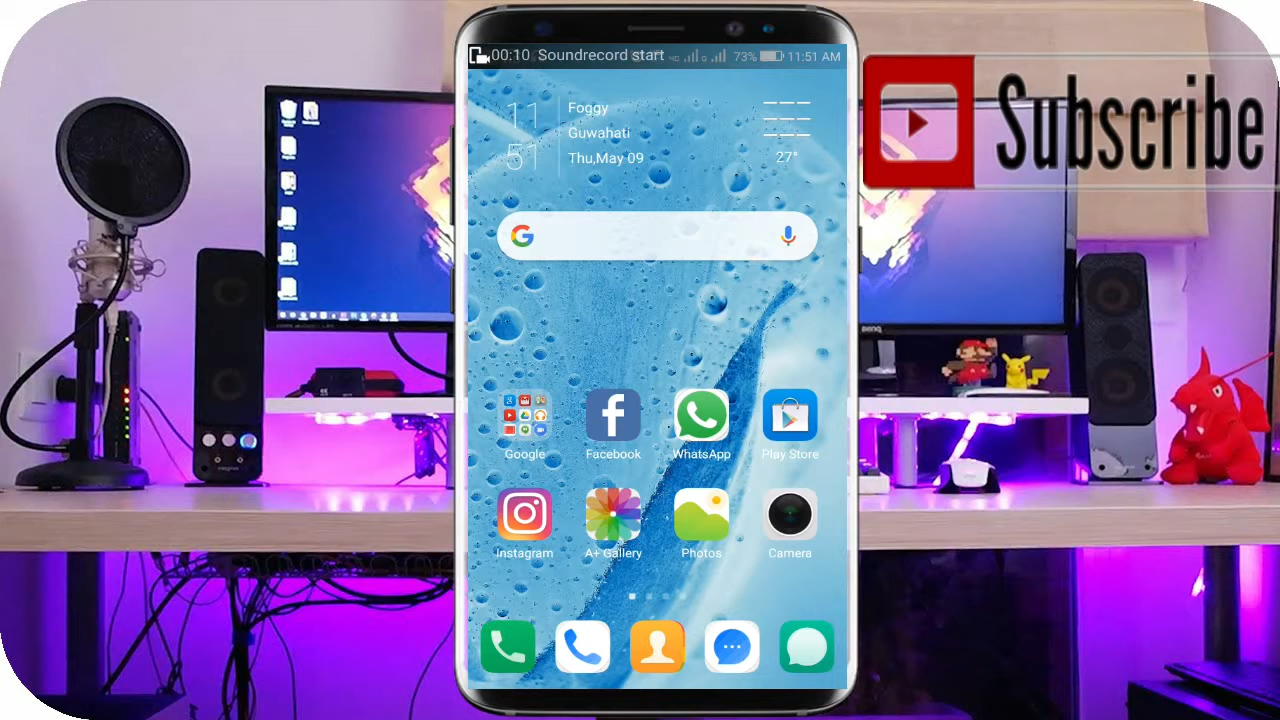 00:10 Soundrecord start
73%
11:51 AM
11
51
Foggy
Guwahati
Thu,May 09
27°
Subscribe
BenQ
Google
Facebook
WhatsApp
Play Store
Instagram
A+ Gallery
Photos
Camera